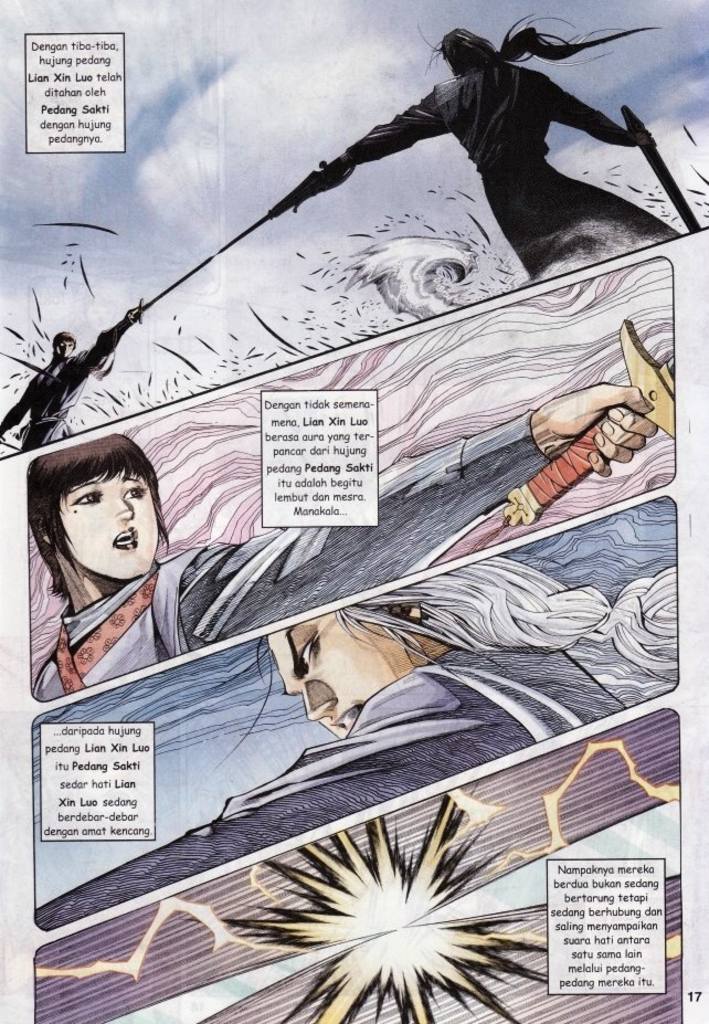 Dengan tiba-tiba,
hujung pedang
Lian Xin Luo telah
ditahan oleh
Pedang Sakti
dengan hujung
pedangnya.
Dengan tidak semena-
mena, Lian Xin Luo
berasa aura yang ter-
pancar dari hujung
pedang Pedang Sakti
itu adalah begitu
lembut dan mesra.
Manakala...
...daripada hujung
pedang Lian Xin Luo
itu Pedang Sakti
sedar hati Lian
Xin Luo sedang
berdebar-debar
dengan amat kencang.
Nampaknya mereka
berdua bukan sedang
bertarung tetapi
sedang berhubung dan
saling menyampaikan
suara hati antara
satu sama lain
melalui pedang-
pedang mereka itu.
17